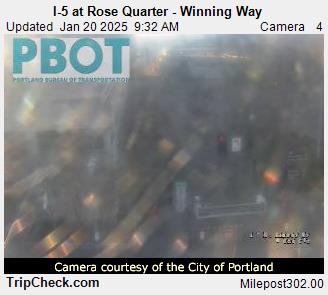 I-5 at Rose Quarter - Winning Way
Updated Jan 20 2025 9:32 AM Camera 4
PBOT
PORTLAND BUREAU OF TRANSPORTATION
Camera courtesy of the City of Portland
TripCheck.com Milepost302.00